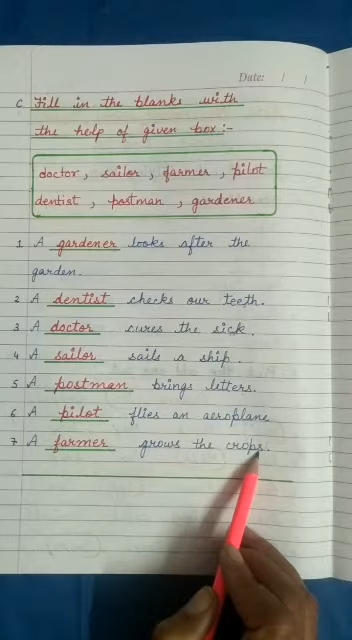 Date: / /
C Fill in the blanks with
the help of given box:-
doctor, sailor, farmer, pilot
dentist, postman, gardener
1 A gardener looks after the
garden.
2 A dentist checks our teeth.
3 A doctor cures the sick.
4 A sailor sails a ship.
5 A postman brings letters.
6 A pilot flies an aeroplane
7 A farmer grows the crops.